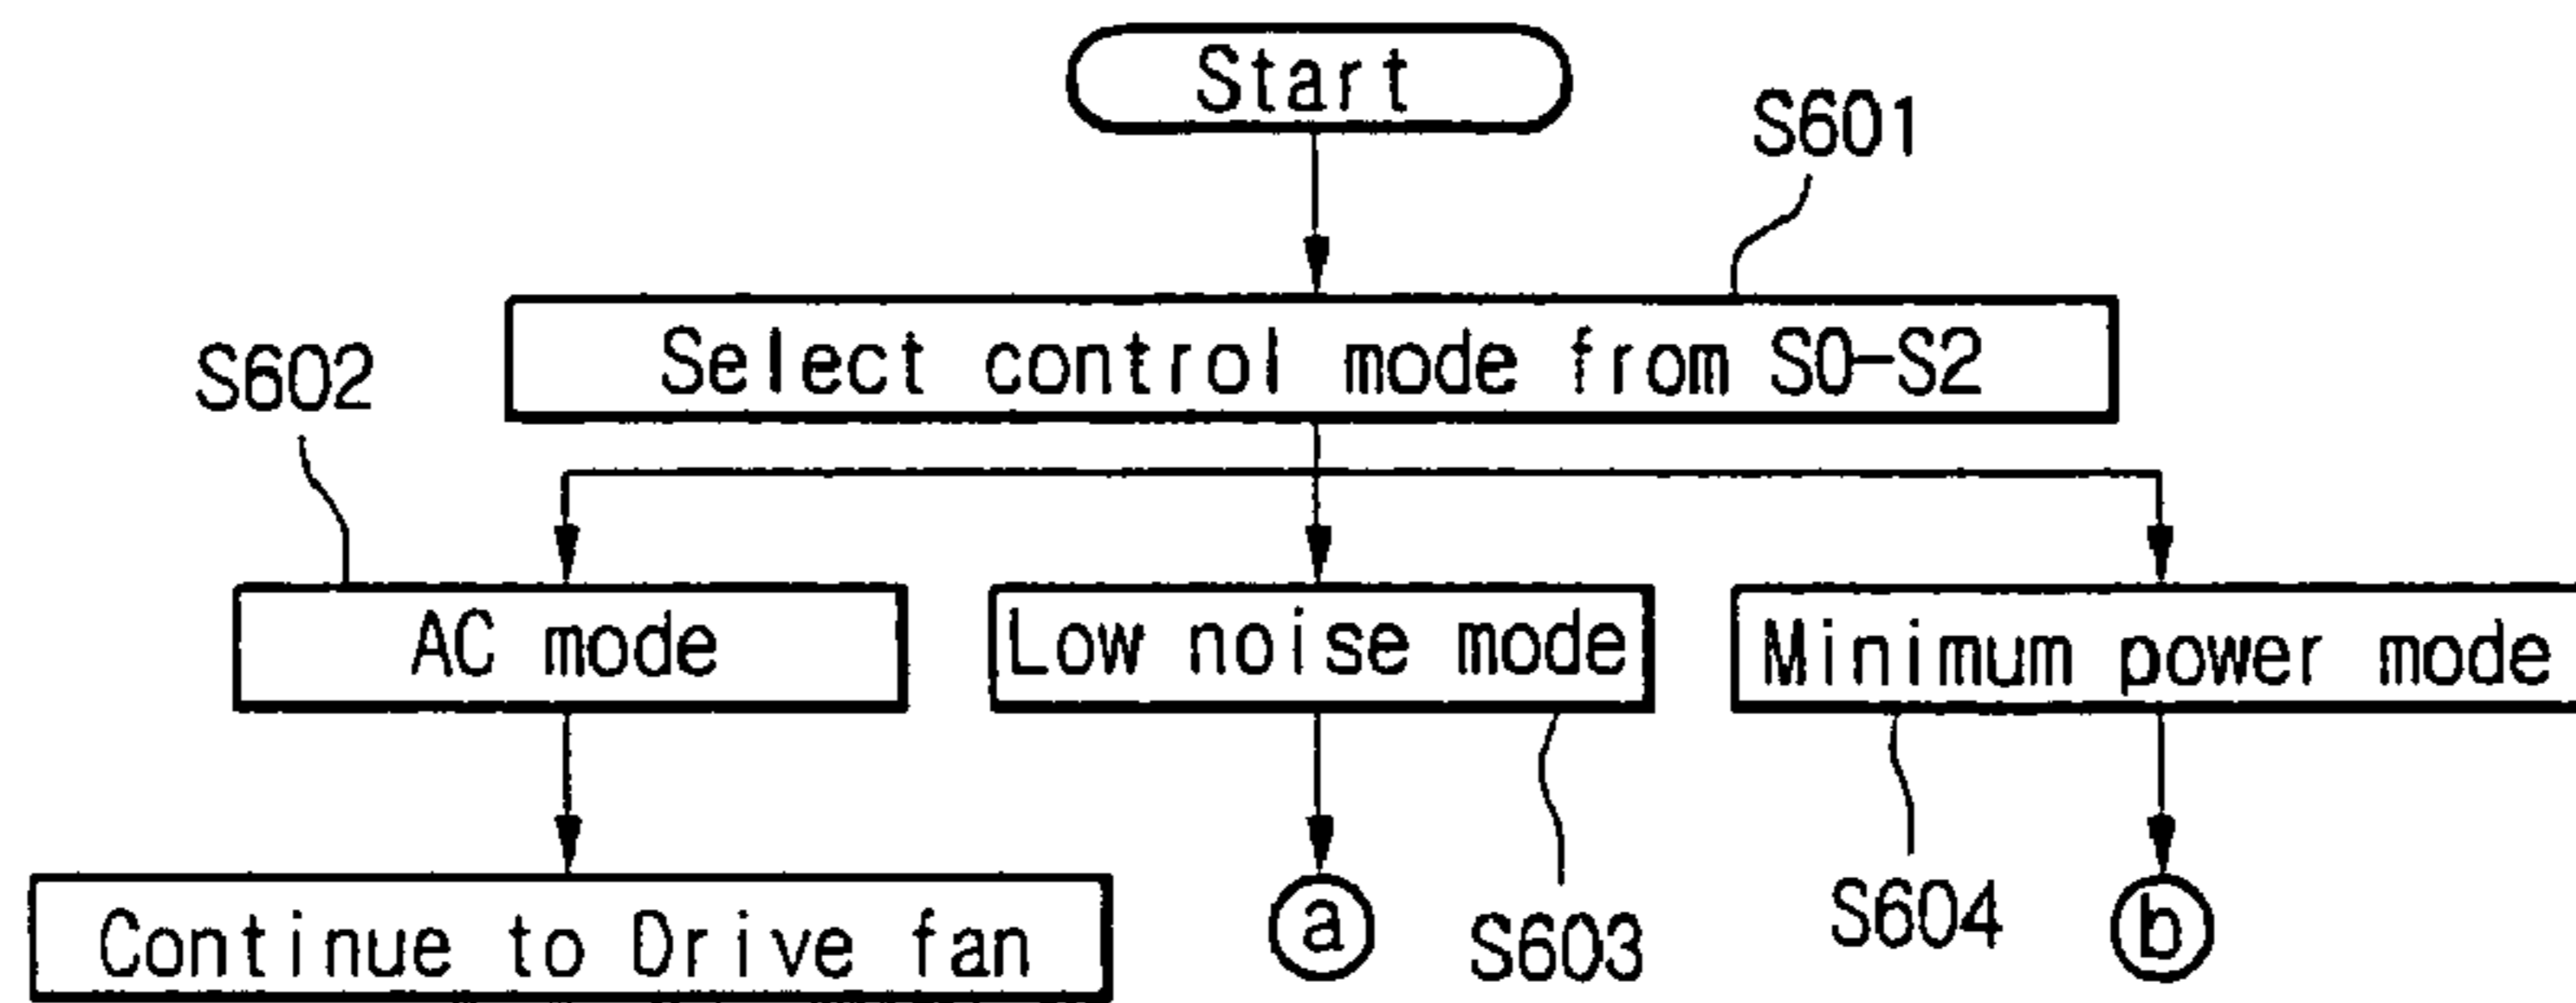 Start
S601
Select control mode from S0-S2
S602
AC mode
Low noise mode
Minimum power mode
Continue to Drive fan
a
S603
S604
b